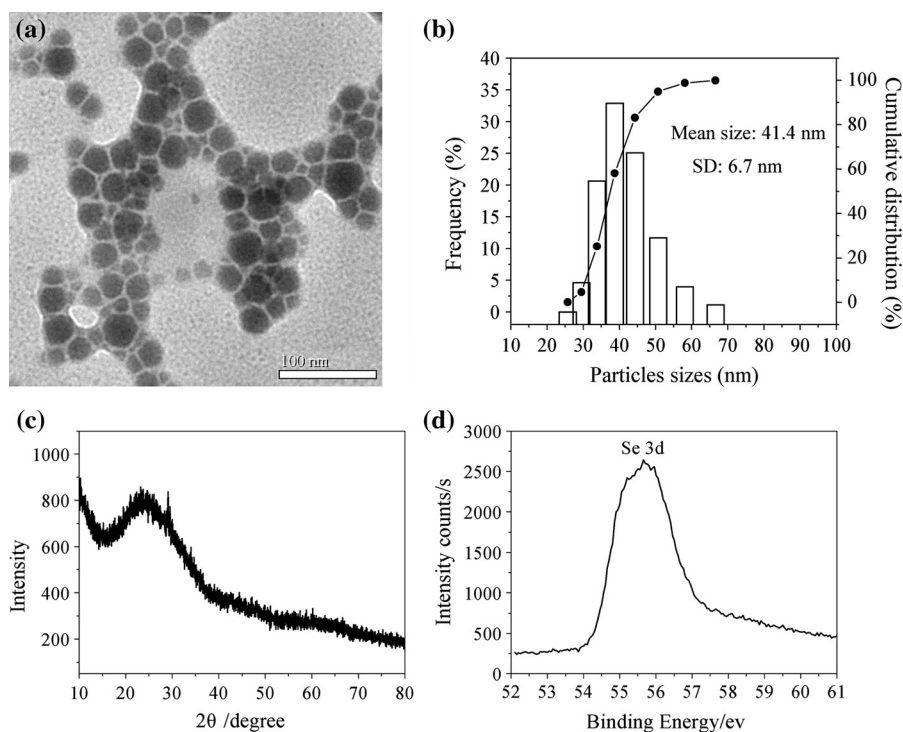 (a)
100 nm
(b)
40
35
30
25
20
15
10
5
0
Frequency (%)
100
80
60
40
20
0
Cumulative distribution (%)
Mean size: 41.4 nm
SD: 6.7 nm
10 20 30 40 50 60 70 80 90 100
Particles sizes (nm)
(c)
1000
800
600
400
200
Intensity
10 20 30 40 50 60 70 80
2θ /degree
(d)
3000
2500
2000
1500
1000
500
0
Intensity counts/s
Se 3d
52 53 54 55 56 57 58 59 60 61
Binding Energy/ev